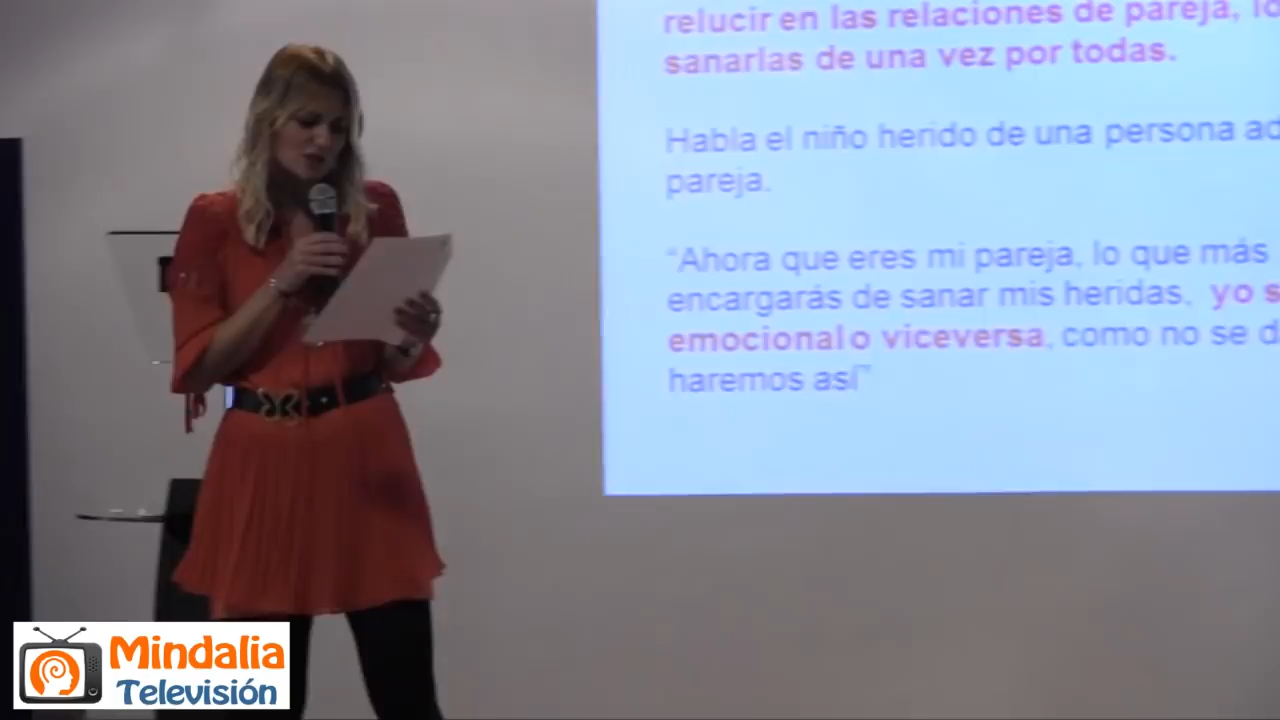 relucir en las relaciones de pareja,
sanarlas de una vez por todas.
Habla el niño herido de una persona
pareja.
“Ahora que eres mi pareja, lo que más
encargarás de sanar mis heridas, yo
emocional o viceversa, como no se
haremos así”
Mindalia
Televisión